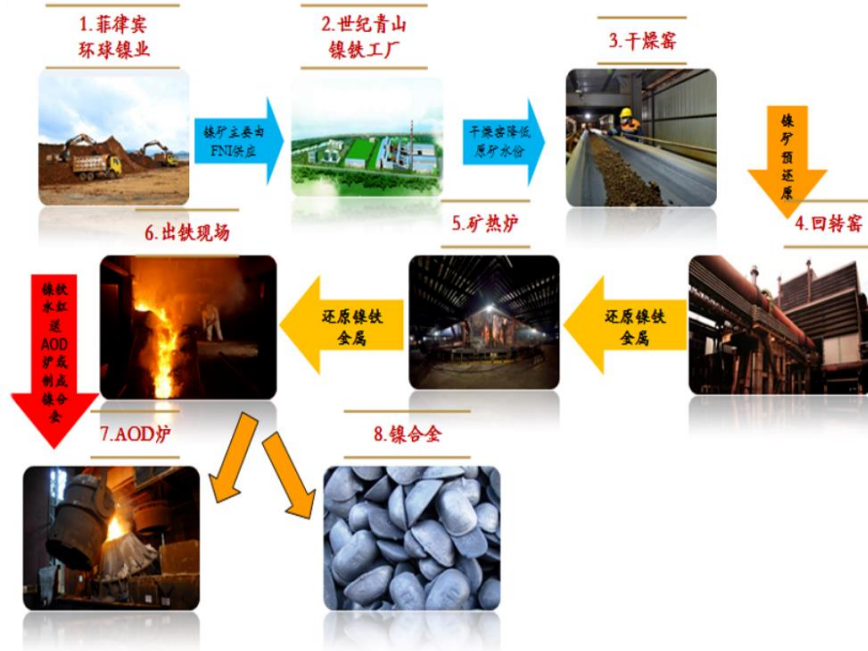 1.菲律宾
环球镍业
2.世纪青山
镍铁工厂
3.干燥窑
镍矿主要由
FNI供应
干燥窑降低
原矿水份
镍
矿
预
还
原
4.回转窑
还原镍铁
金属
5.矿热炉
还原镍铁
金属
6.出铁现场
镍铁
水缸
送
AOD
炉或
制成
镍分
金
7.AOD炉
8.镍合金